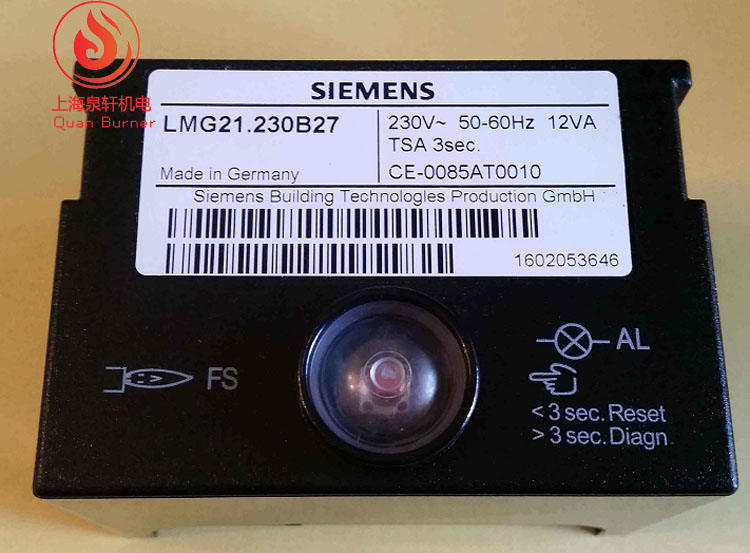 上海泉轩机电
Quan Burner
SIEMENS
LMG21.230B27
230V~ 50-60Hz 12VA
TSA 3sec.
Made in Germany
CE-0085AT0010
Siemens Building Technologies Production GmbH
1602053646
FS
AL
< 3 sec. Reset
> 3 sec. Diagn.